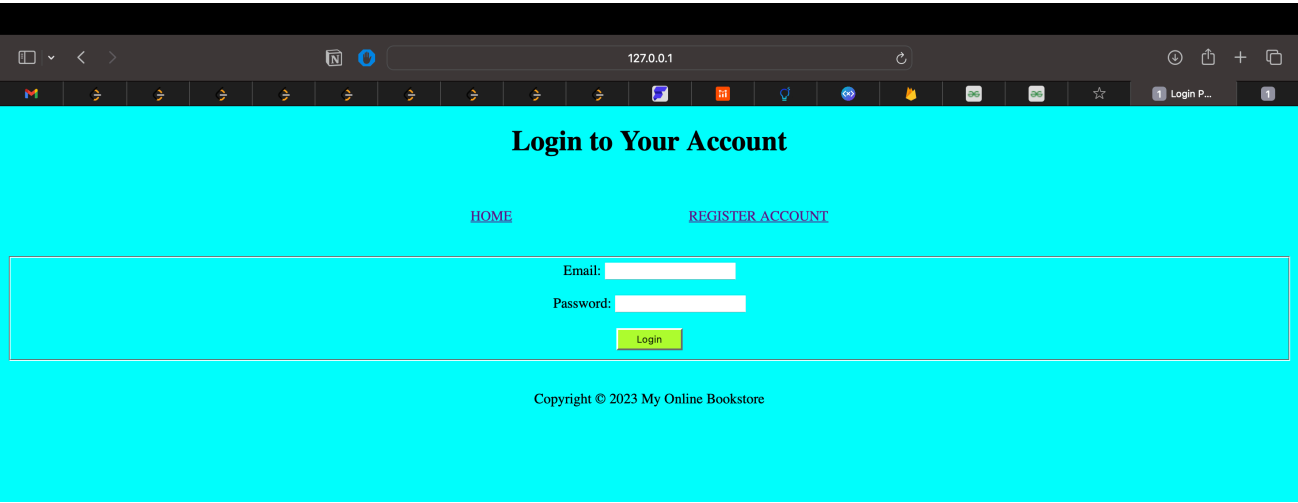 127.0.0.1
1 Login P... 1
Login to Your Account
HOME REGISTER ACCOUNT
Email:
Password:
Login
Copyright © 2023 My Online Bookstore